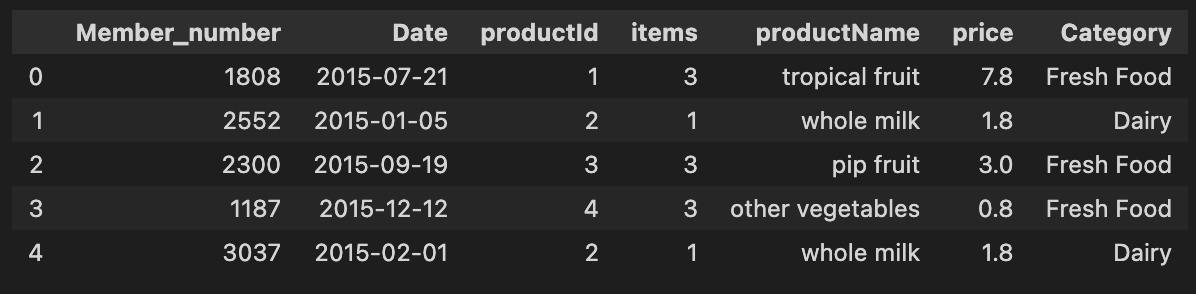 Member_number Date productId items productName price Category
0 1808 2015-07-21 1 3 tropical fruit 7.8 Fresh Food
1 2552 2015-01-05 2 1 whole milk 1.8 Dairy
2 2300 2015-09-19 3 3 pip fruit 3.0 Fresh Food
3 1187 2015-12-12 4 3 other vegetables 0.8 Fresh Food
4 3037 2015-02-01 2 1 whole milk 1.8 Dairy